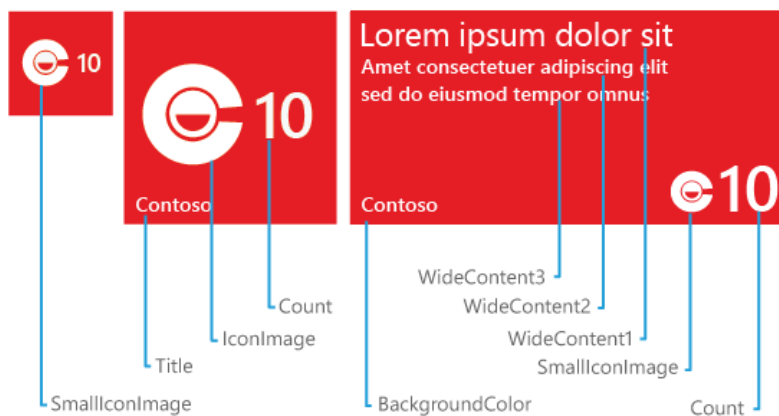 10
10
Contoso
Lorem ipsum dolor sit
Amet consectetuer adipiscing elit
sed do eiusmod tempor omnus
Contoso
10
WideContent3
Count
WideContent2
IconImage
WideContent1
Title
SmallIconImage
SmallIconImage
BackgroundColor
Count